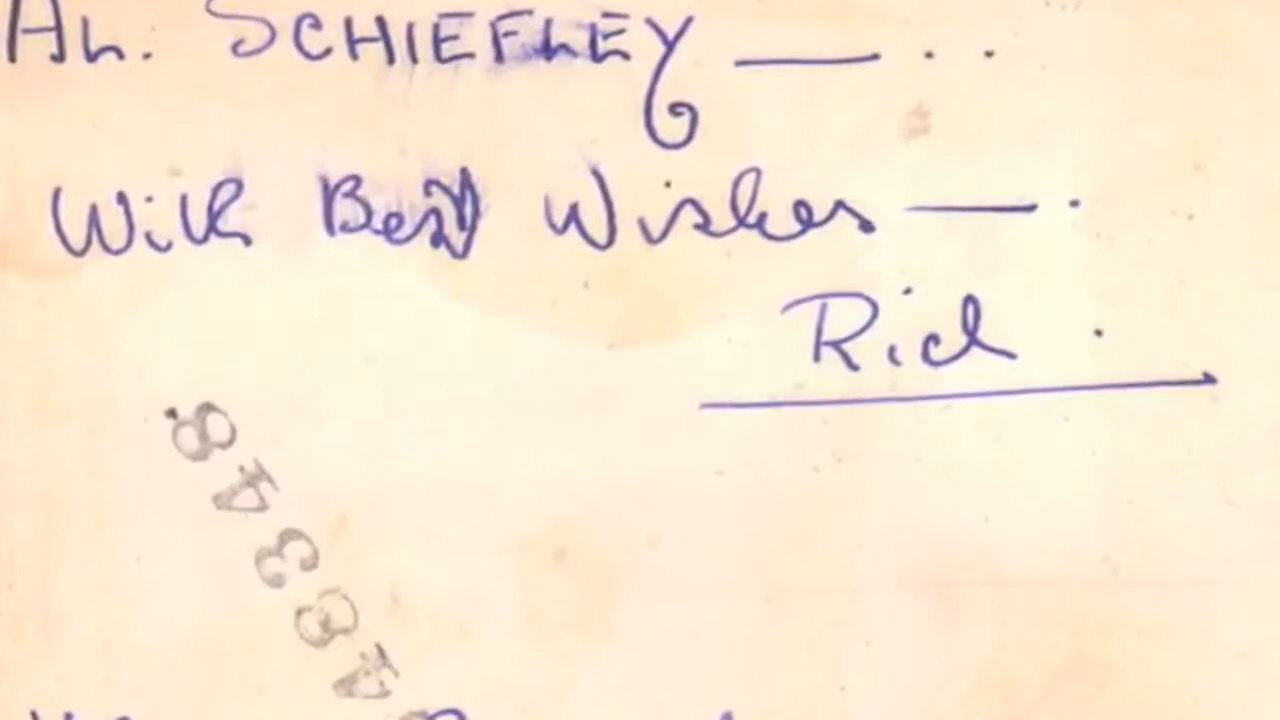 AL. SCHIEFLEY — . .
With Best Wishes — .
Rich .